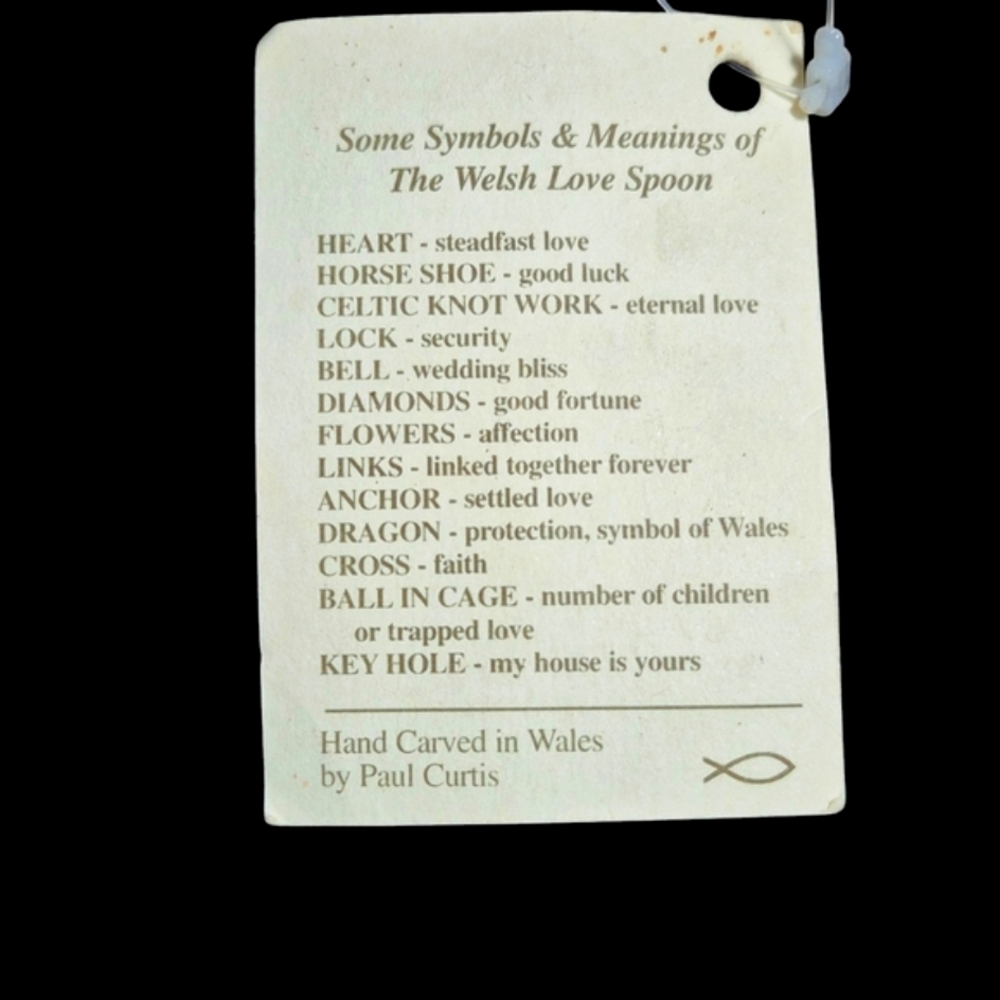 Some Symbols & Meanings of
The Welsh Love Spoon
HEART - steadfast love
HORSE SHOE - good luck
CELTIC KNOT WORK - eternal love
LOCK - security
BELL - wedding bliss
DIAMONDS - good fortune
FLOWERS - affection
LINKS - linked together forever
ANCHOR - settled love
DRAGON - protection, symbol of Wales
CROSS - faith
BALL IN CAGE - number of children
or trapped love
KEY HOLE - my house is yours
Hand Carved in Wales
by Paul Curtis